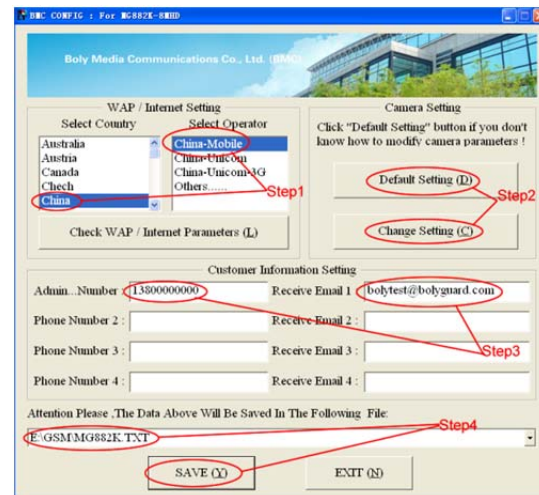 BMC CONFIG : For MG882K-8MHD
Boly Media Communications Co., Ltd. (BMC)
WAP / Internet Setting
Select Country
Select Operator
Australia
Austria
Canada
Chech
China
China-Mobile
China-Unicom
China-Unicom-3G
Others......
Step1
Check WAP / Internet Parameters (L)
Camera Setting
Click "Default Setting" button if you don't
know how to modify camera parameters !
Default Setting (D)
Step2
Change Setting (C)
Customer Information Setting
Admin...Number : 13800000000
Receive Email 1 : bolytest@bolyguard.com
Phone Number 2 :
Receive Email 2 :
Phone Number 3 :
Receive Email 3 :
Step3
Phone Number 4 :
Receive Email 4 :
Attention Please ,The Data Above Will Be Saved In The Following File:
Step4
E:\GSM\MG882K.TXT
SAVE (Y)
EXIT (N)